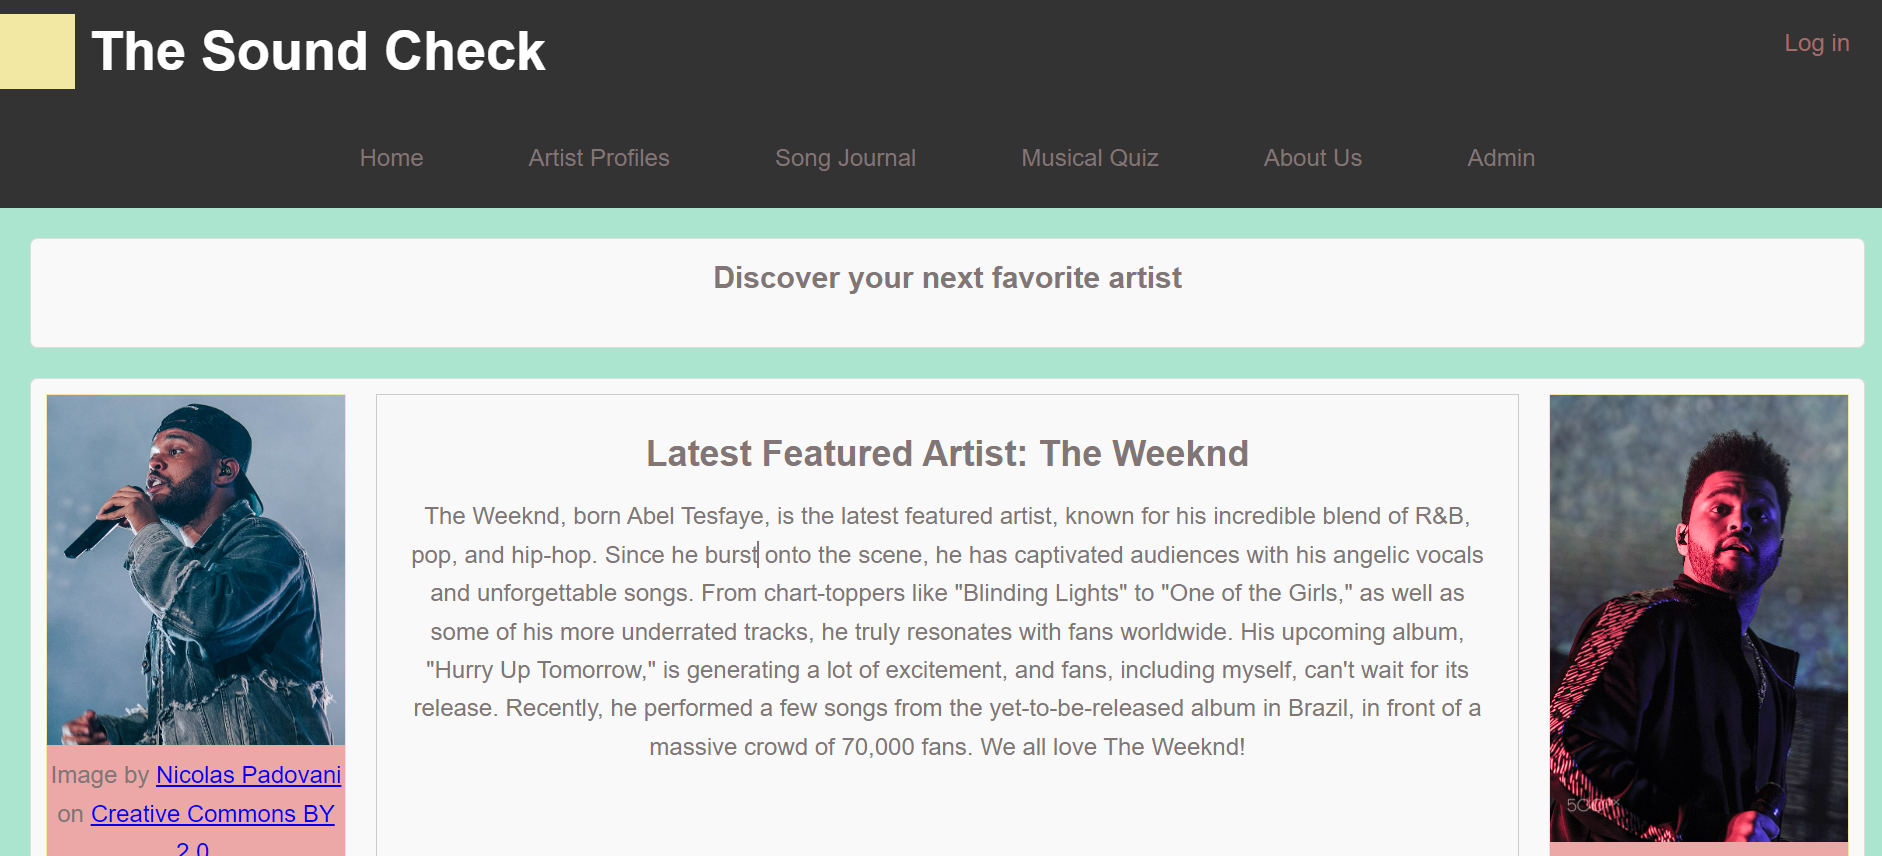 The Sound Check
Log in
Home Artist Profiles Song Journal Musical Quiz About Us Admin
Discover your next favorite artist
Latest Featured Artist: The Weeknd
The Weeknd, born Abel Tesfaye, is the latest featured artist, known for his incredible blend of R&B,
pop, and hip-hop. Since he burst onto the scene, he has captivated audiences with his angelic vocals
and unforgettable songs. From chart-toppers like "Blinding Lights" to "One of the Girls," as well as
some of his more underrated tracks, he truly resonates with fans worldwide. His upcoming album,
"Hurry Up Tomorrow," is generating a lot of excitement, and fans, including myself, can't wait for its
release. Recently, he performed a few songs from the yet-to-be-released album in Brazil, in front of a
massive crowd of 70,000 fans. We all love The Weeknd!
Image by Nicolas Padovani
on Creative Commons BY
2.0